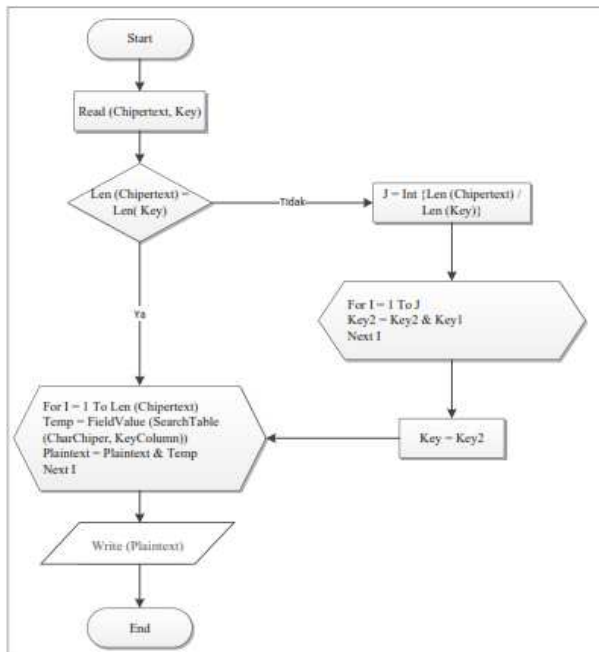 Start
Read (Chipertext, Key)
Len (Chipertext) =
Len( Key)
Tidak
J = Int {Len (Chipertext) /
Len (Key)}
For I = 1 To J
Key2 = Key2 & Key1
Next I
Key = Key2
Ya
For I = 1 To Len (Chipertext)
Temp = FieldValue (SearchTable
(CharChiper, KeyColumn))
Plaintext = Plaintext & Temp
Next I
Write (Plaintext)
End